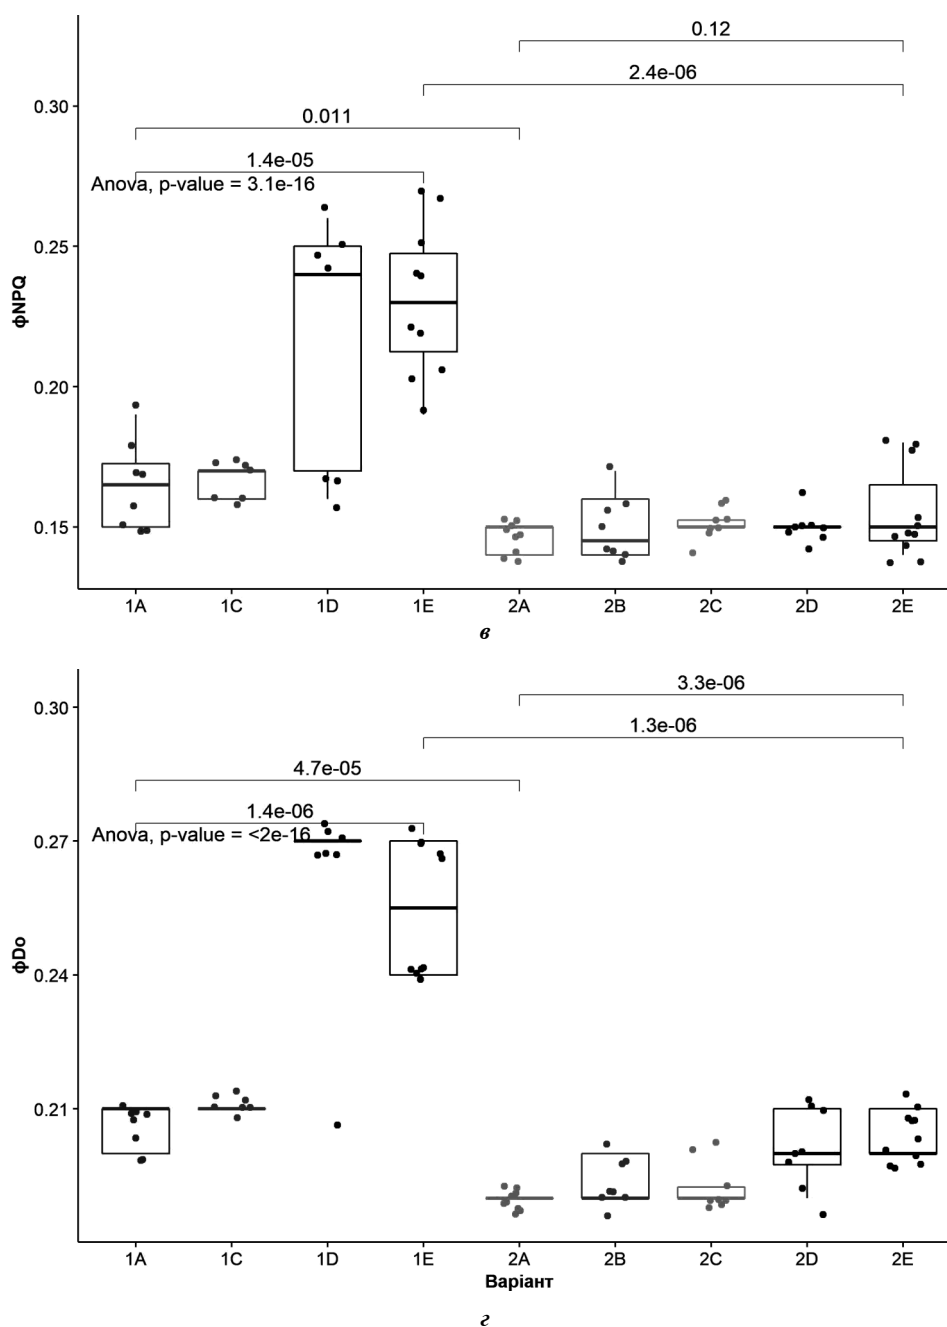 0.12
2.4e-06
0.30
0.011
1.4e-05
Anova, p-value = 3.1e-16
0.25
ϕNPQ
0.20
0.15
1A 1C 1D 1E 2A 2B 2C 2D 2E
в
3.3e-06
0.30
1.3e-06
4.7e-05
1.4e-06
Anova, p-value = <2e-16
0.27
ϕDo
0.24
0.21
1A 1C 1D 1E 2A 2B 2C 2D 2E
Варіант
г